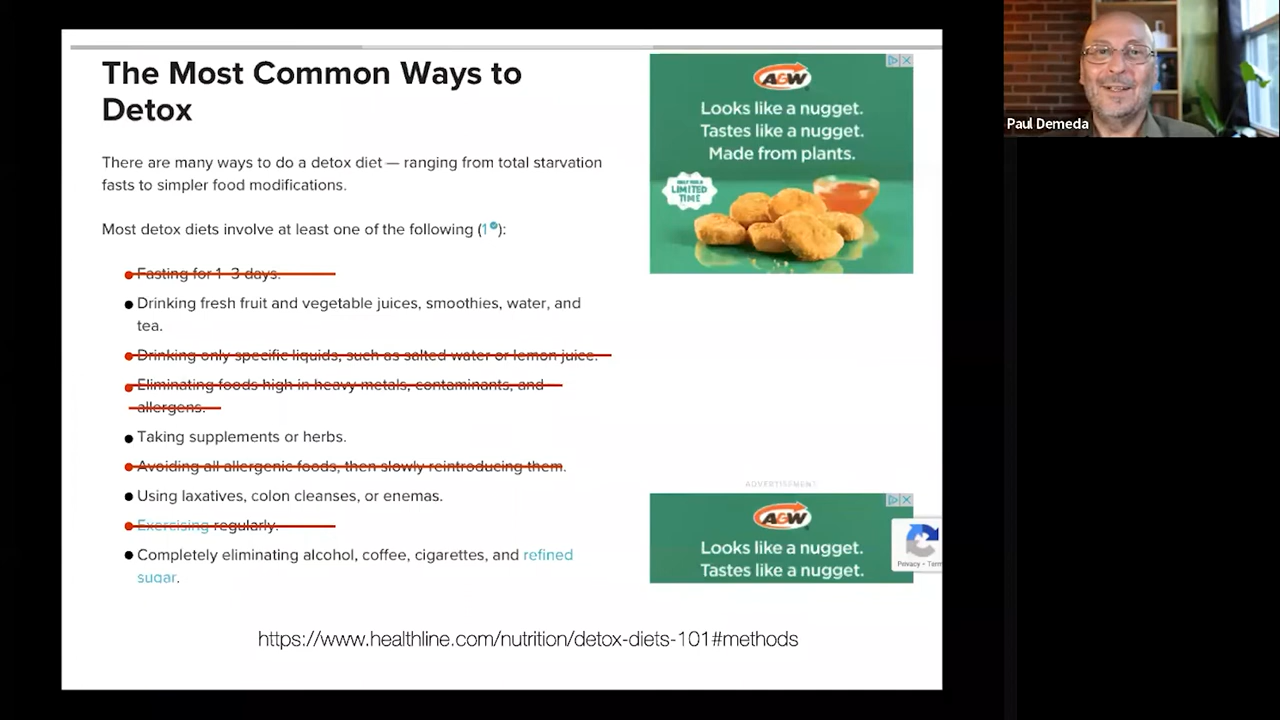 The Most Common Ways to
Detox
There are many ways to do a detox diet — ranging from total starvation
fasts to simpler food modifications.
Most detox diets involve at least one of the following (1):
Fasting for 1–3 days.
Drinking fresh fruit and vegetable juices, smoothies, water, and
tea.
Drinking only specific liquids, such as salted water or lemon juice.
Eliminating foods high in heavy metals, contaminants, and
allergens.
Taking supplements or herbs.
Avoiding all allergenic foods, then slowly reintroducing them.
Using laxatives, colon cleanses, or enemas.
Exercising regularly.
Completely eliminating alcohol, coffee, cigarettes, and refined
sugar.
A&W
Looks like a nugget.
Tastes like a nugget.
Made from plants.
LIMITED
TIME
ADVERTISEMENT
A&W
Looks like a nugget.
Tastes like a nugget.
Privacy -
https://www.healthline.com/nutrition/detox-diets-101#methods
Paul Demeda